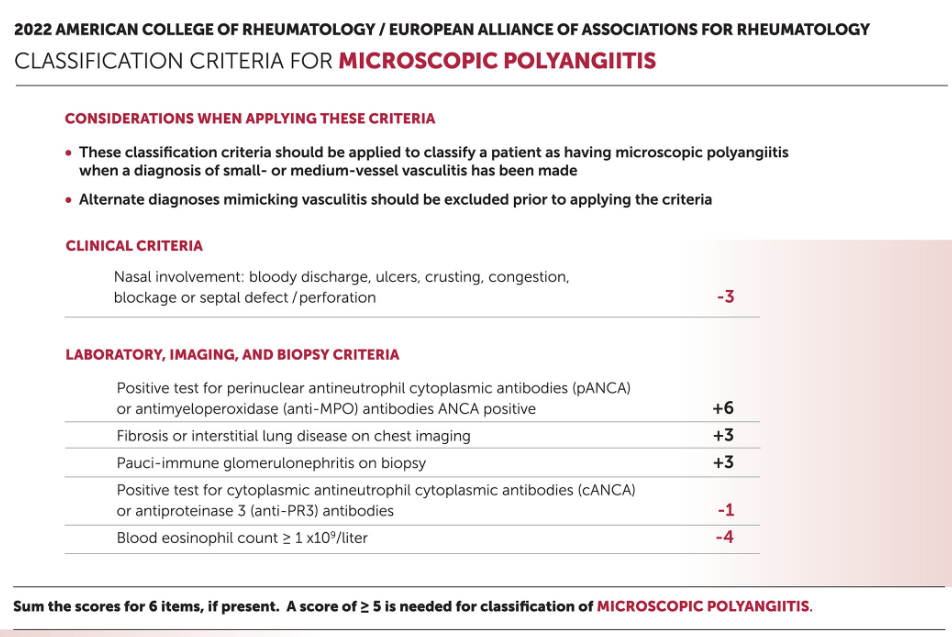 2022 AMERICAN COLLEGE OF RHEUMATOLOGY / EUROPEAN ALLIANCE OF ASSOCIATIONS FOR RHEUMATOLOGY
CLASSIFICATION CRITERIA FOR MICROSCOPIC POLYANGIITIS
CONSIDERATIONS WHEN APPLYING THESE CRITERIA
• These classification criteria should be applied to classify a patient as having microscopic polyangiitis
when a diagnosis of small- or medium-vessel vasculitis has been made
• Alternate diagnoses mimicking vasculitis should be excluded prior to applying the criteria
CLINICAL CRITERIA
Nasal involvement: bloody discharge, ulcers, crusting, congestion,
blockage or septal defect / perforation -3
LABORATORY, IMAGING, AND BIOPSY CRITERIA
Positive test for perinuclear antineutrophil cytoplasmic antibodies (pANCA)
or antimyeloperoxidase (anti-MPO) antibodies ANCA positive +6
Fibrosis or interstitial lung disease on chest imaging +3
Pauci-immune glomerulonephritis on biopsy +3
Positive test for cytoplasmic antineutrophil cytoplasmic antibodies (cANCA)
or antiproteinase 3 (anti-PR3) antibodies -1
Blood eosinophil count ≥ 1 x10⁹/liter -4
Sum the scores for 6 items, if present. A score of ≥ 5 is needed for classification of MICROSCOPIC POLYANGIITIS.